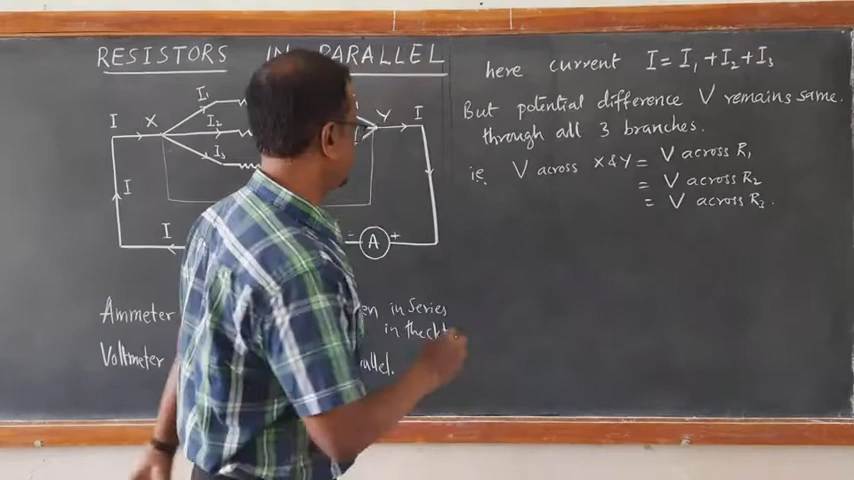 RESISTORS IN PARALLEL
I X I₁ I₂ I₃ Y I
I
I
- A +
Ammeter
en in Series
in the ckt
Voltmeter
allel.
here current I = I₁ + I₂ + I₃
But potential difference V remains same.
through all 3 branches.
ie V across X & Y = V across R₁
= V across R₂
= V across R₃.